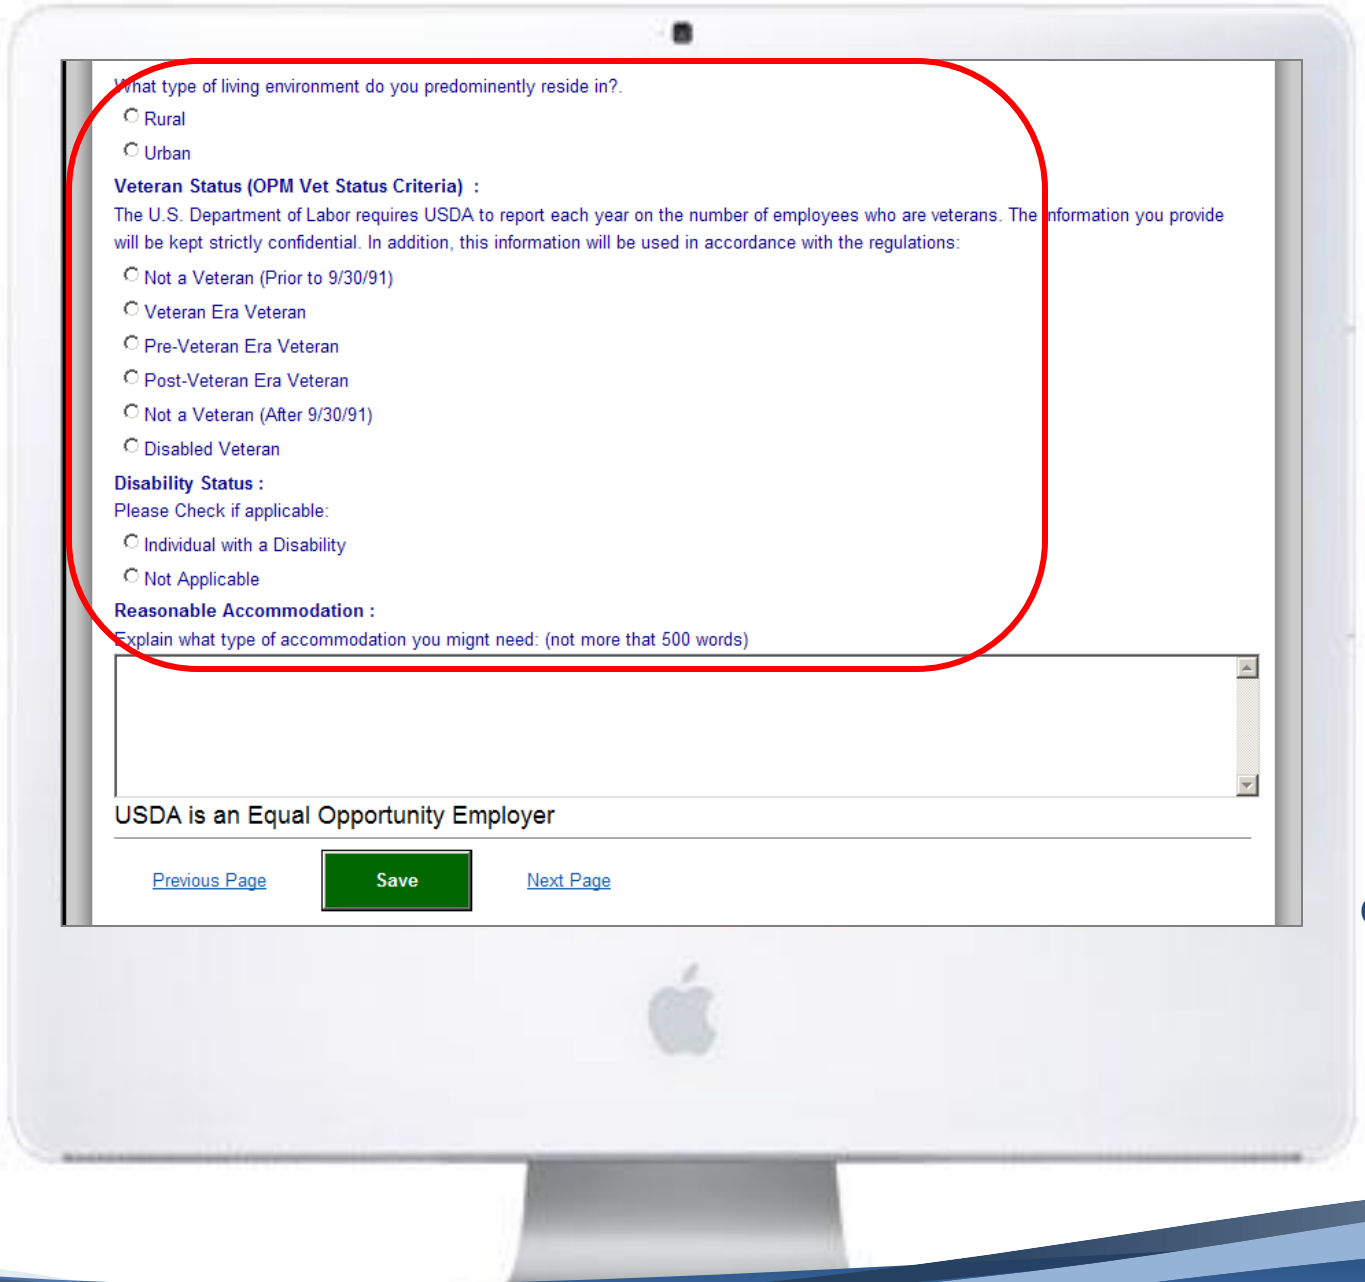 What type of living environment do you predominently reside in?.
Rural
Urban
Veteran Status (OPM Vet Status Criteria) :
The U.S. Department of Labor requires USDA to report each year on the number of employees who are veterans. The information you provide
will be kept strictly confidential. In addition, this information will be used in accordance with the regulations:
Not a Veteran (Prior to 9/30/91)
Veteran Era Veteran
Pre-Veteran Era Veteran
Post-Veteran Era Veteran
Not a Veteran (After 9/30/91)
Disabled Veteran
Disability Status :
Please Check if applicable:
Individual with a Disability
Not Applicable
Reasonable Accommodation :
Explain what type of accommodation you mignt need: (not more that 500 words)
USDA is an Equal Opportunity Employer
Previous Page Save Next Page